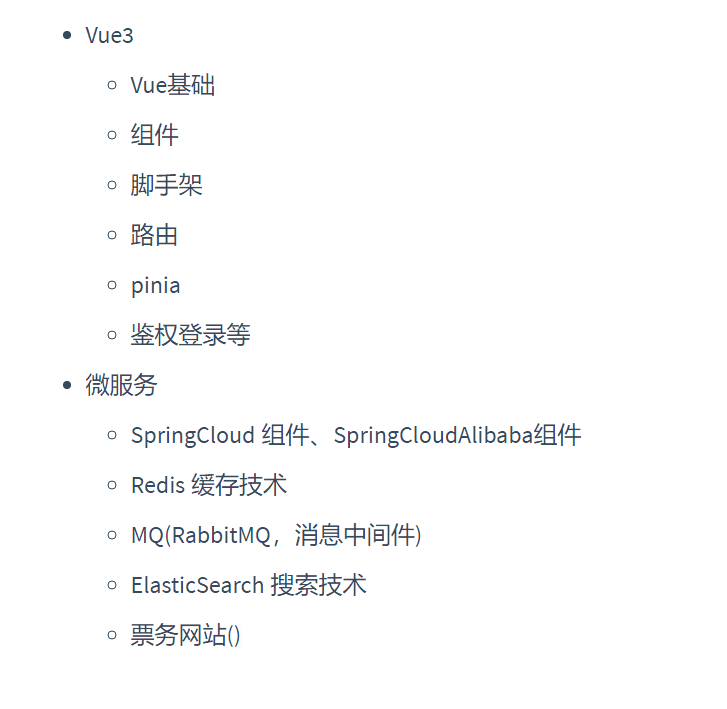 Vue3
Vue基础
组件
脚手架
路由
pinia
鉴权登录等
微服务
SpringCloud 组件、SpringCloudAlibaba组件
Redis 缓存技术
MQ(RabbitMQ，消息中间件)
ElasticSearch 搜索技术
票务网站()